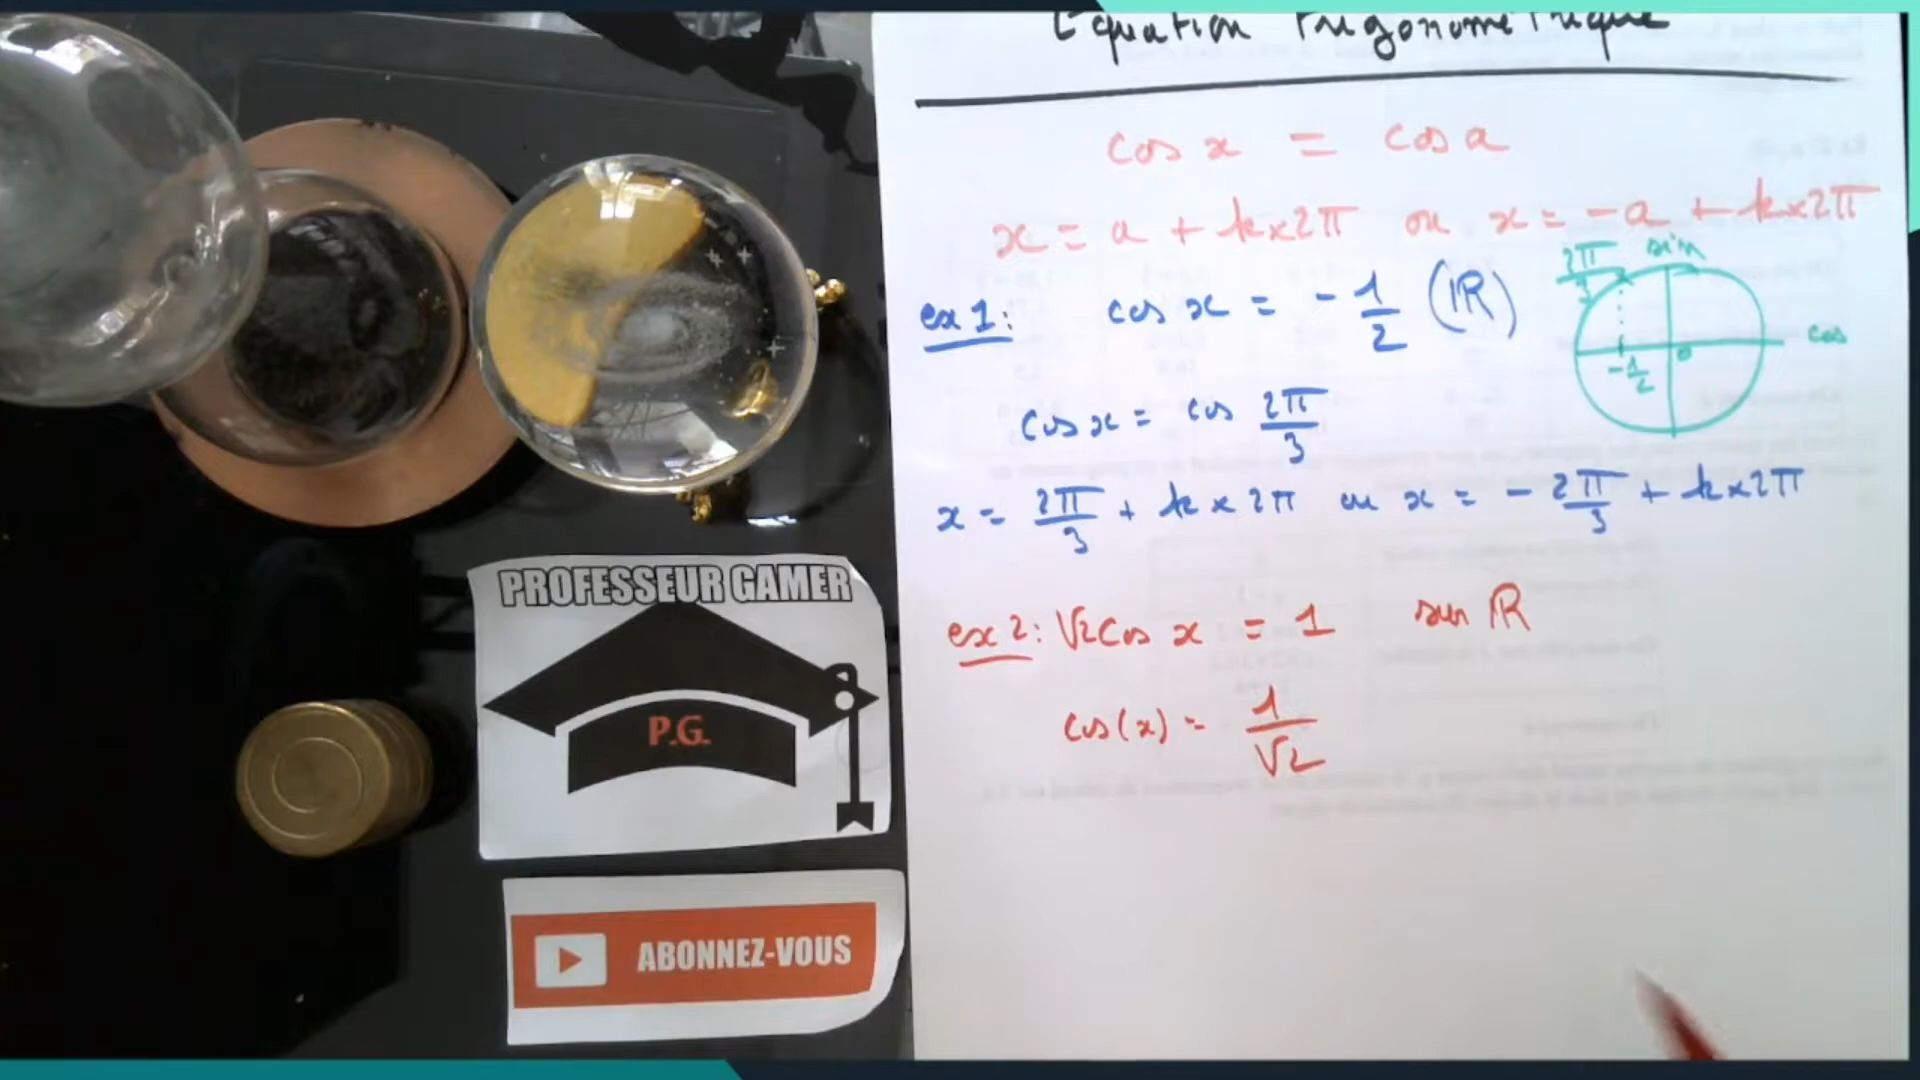 Equation trigonométrique
cos x = cos a
x = a + k×2π ou x = -a + k×2π
ex 1: cos x = -1/2 (ℝ)
2π/3 sin
cos
-1/2 0
cos x = cos 2π/3
x = 2π/3 + k×2π ou x = -2π/3 + k×2π
ex 2: √2 cos x = 1 sur ℝ
cos(x) = 1/√2
PROFESSEUR GAMER
P.G.
ABONNEZ-VOUS